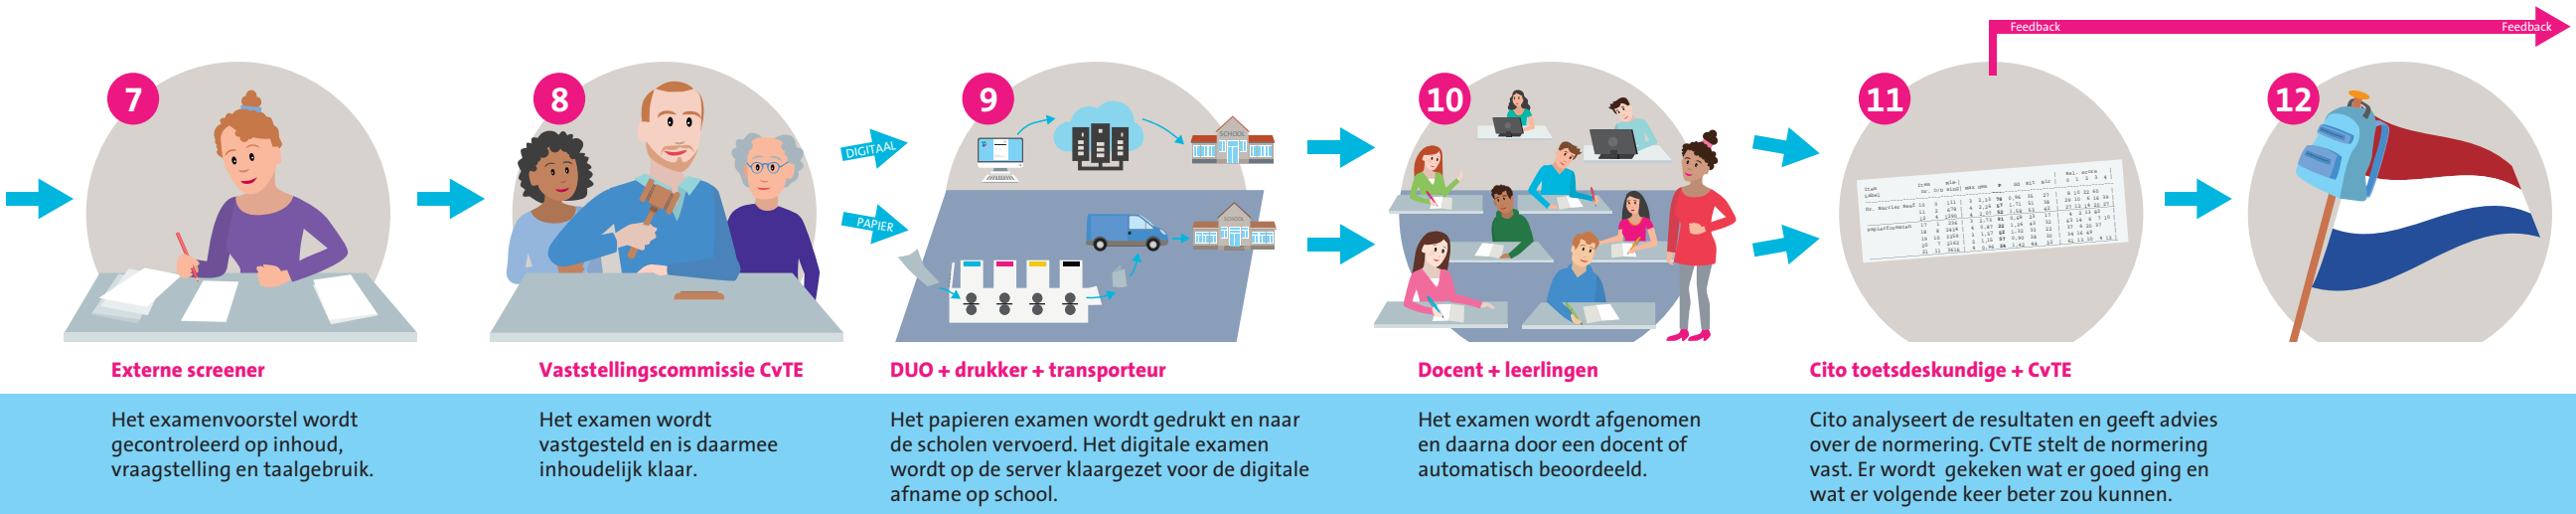 Feedback
Feedback
7
8
9
10
11
12
DIGITAAL
PAPIER
SCHOOL
SCHOOL
Externe screener
Het examenvoorstel wordt
gecontroleerd op inhoud,
vraagstelling en taalgebruik.
Vaststellingscommissie CvTE
Het examen wordt
vastgesteld en is daarmee
inhoudelijk klaar.
DUO + drukker + transporteur
Het papieren examen wordt gedrukt en naar
de scholen vervoerd. Het digitale examen
wordt op de server klaargezet voor de digitale
afname op school.
Docent + leerlingen
Het examen wordt afgenomen
en daarna door een docent of
automatisch beoordeeld.
Cito toetsdeskundige + CvTE
Cito analyseert de resultaten en geeft advies
over de normering. CvTE stelt de normering
vast. Er wordt gekeken wat er goed ging en
wat er volgende keer beter zou kunnen.